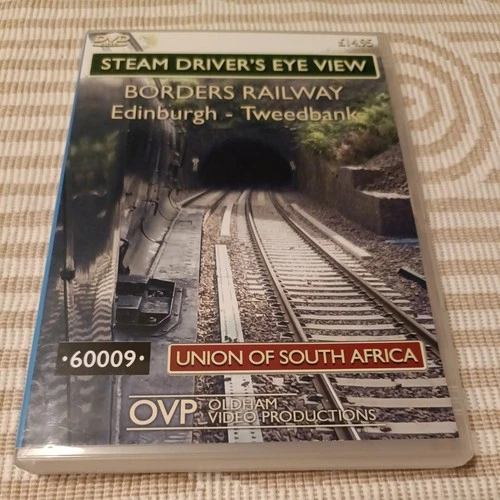 DVD
£14.95
STEAM DRIVER'S EYE VIEW
BORDERS RAILWAY
Edinburgh - Tweedbank
·60009·
UNION OF SOUTH AFRICA
OVP OLDHAM
VIDEO PRODUCTIONS